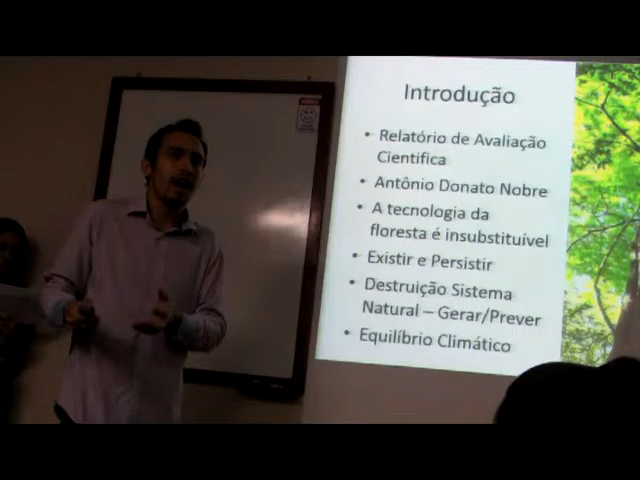 Introdução
• Relatório de Avaliação
Cientifica
• Antônio Donato Nobre
• A tecnologia da
floresta é insubstituível
• Existir e Persistir
• Destruição Sistema
Natural – Gerar/Prever
• Equilíbrio Climático